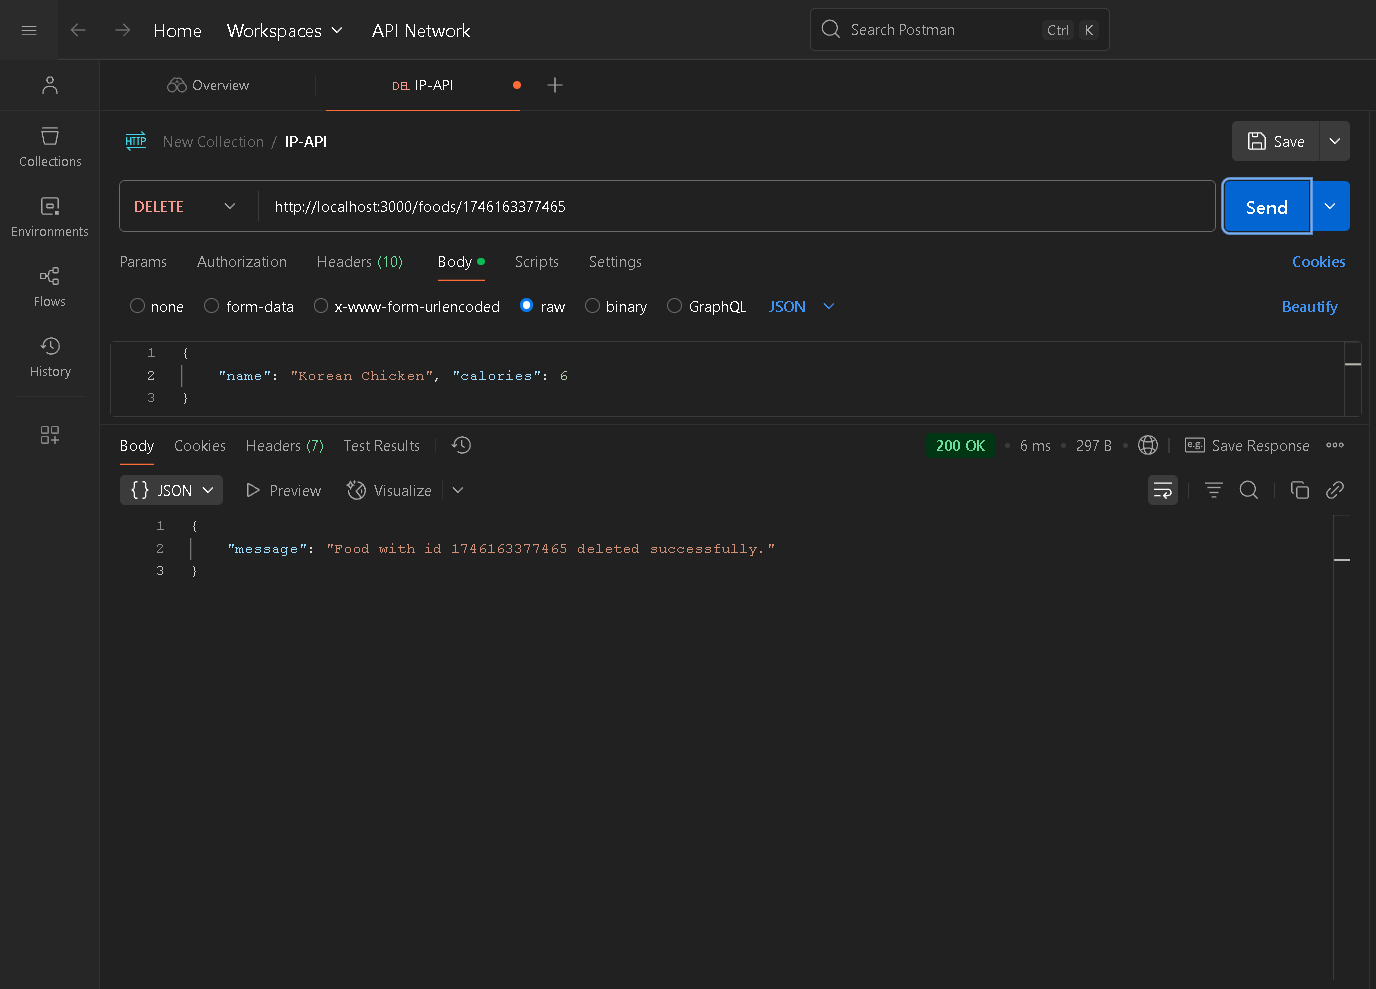 Home Workspaces API Network Search Postman Ctrl K
Overview DEL IP-API
HTTP New Collection / IP-API Save
Collections
Environments
Flows
History
DELETE http://localhost:3000/foods/1746163377465 Send
Params Authorization Headers (10) Body Scripts Settings Cookies
none form-data x-www-form-urlencoded raw binary GraphQL JSON Beautify
1 {
2 "name": "Korean Chicken", "calories": 6
3 }
Body Cookies Headers (7) Test Results 200 OK • 6 ms • 297 B • e.g. Save Response
{} JSON Preview Visualize
1 {
2 "message": "Food with id 1746163377465 deleted successfully."
3 }